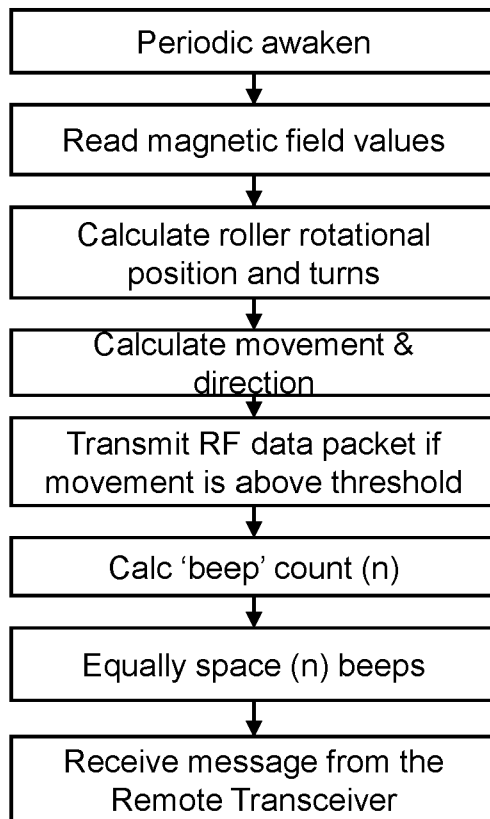 Periodic awaken
Read magnetic field values
Calculate roller rotational
position and turns
Calculate movement &
direction
Transmit RF data packet if
movement is above threshold
Calc ‘beep’ count (n)
Equally space (n) beeps
Receive message from the
Remote Transceiver